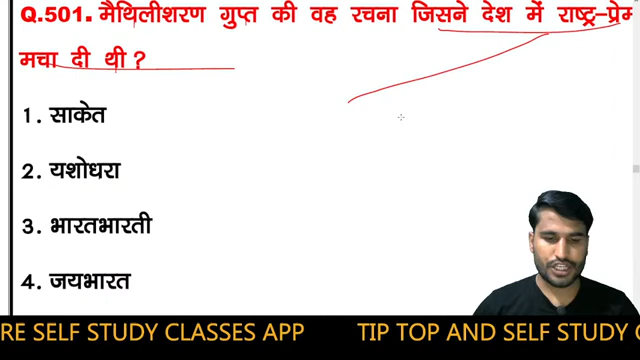 Q.501. मैथिलीशरण गुप्त की वह रचना जिसने देश में राष्ट्र–प्रेम
मचा दी थी ?
1. साकेत
2. यशोधरा
3. भारतभारती
4. जयभारत
RE SELF STUDY CLASSES APP TIP TOP AND SELF STUDY